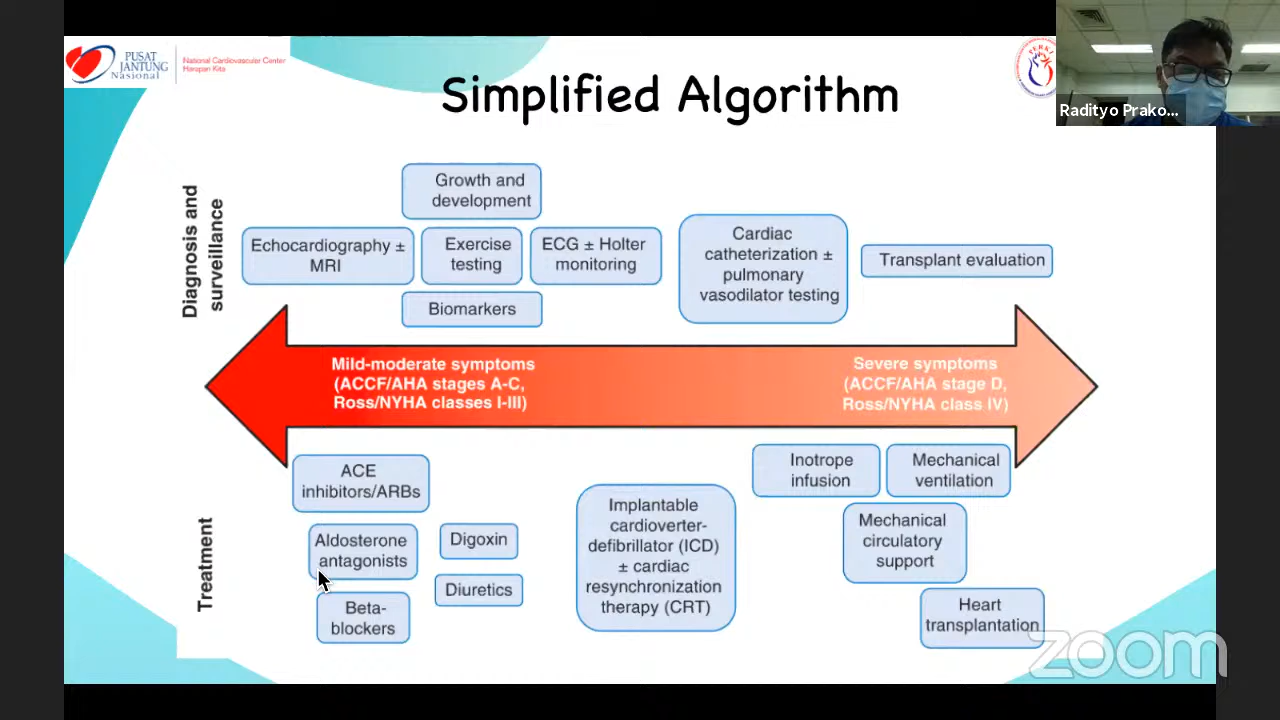 PUSAT
JANTUNG
Nasional
National Cardiovascular Center
Harapan Kita
Simplified Algorithm
PERKI
Radityo Prako...
Diagnosis and
surveillance
Growth and
development
Echocardiography ±
MRI
Exercise
testing
ECG ± Holter
monitoring
Biomarkers
Cardiac
catheterization ±
pulmonary
vasodilator testing
Transplant evaluation
Mild-moderate symptoms
(ACCF/AHA stages A-C,
Ross/NYHA classes I-III)
Severe symptoms
(ACCF/AHA stage D,
Ross/NYHA class IV)
Treatment
ACE
inhibitors/ARBs
Aldosterone
antagonists
Beta-
blockers
Digoxin
Diuretics
Implantable
cardioverter-
defibrillator (ICD)
± cardiac
resynchronization
therapy (CRT)
Inotrope
infusion
Mechanical
ventilation
Mechanical
circulatory
support
Heart
transplantation
zoom